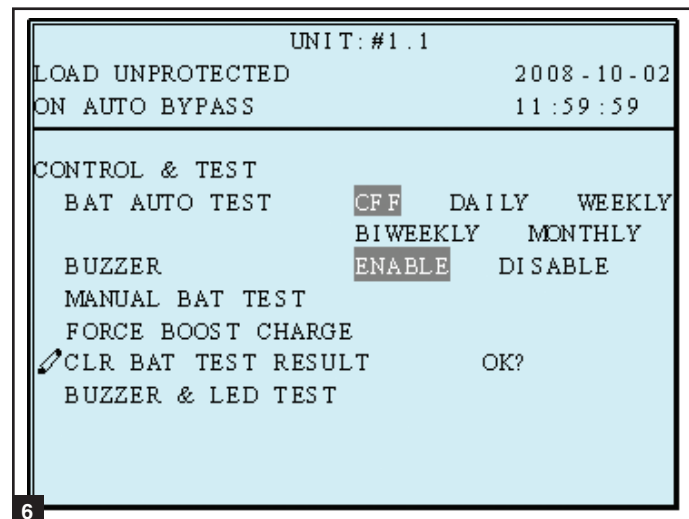 UNIT:#1.1
LOAD UNPROTECTED 2008-10-02
ON AUTO BYPASS 11:59:59
CONTROL & TEST
BAT AUTO TEST CFF DAILY WEEKLY
BIWEEKLY MONTHLY
BUZZER ENABLE DISABLE
MANUAL BAT TEST
FORCE BOOST CHARGE
CLR BAT TEST RESULT OK?
BUZZER & LED TEST
6